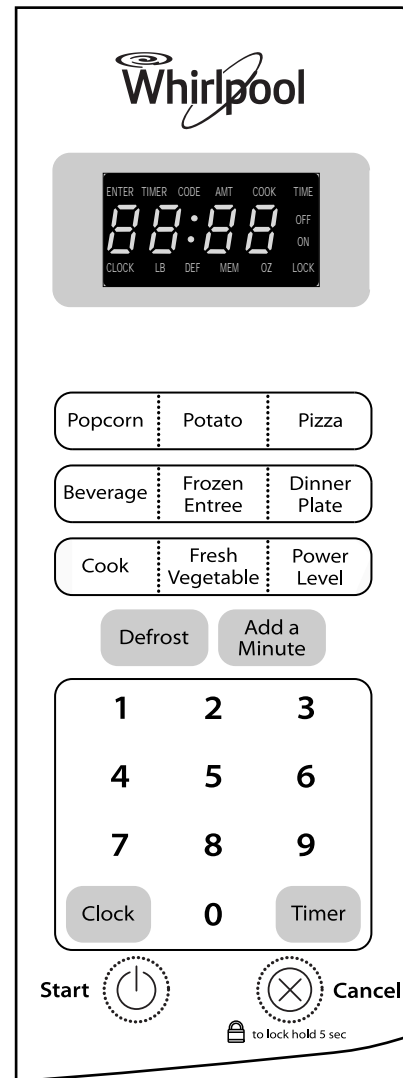 Whirlpool
ENTER TIMER CODE AMT COOK TIME
88:88 OFF
ON
CLOCK LB DEF MEM OZ LOCK
Popcorn Potato Pizza
Beverage Frozen Entree Dinner Plate
Cook Fresh Vegetable Power Level
Defrost Add a Minute
1 2 3
4 5 6
7 8 9
Clock 0 Timer
Start Cancel
to lock hold 5 sec